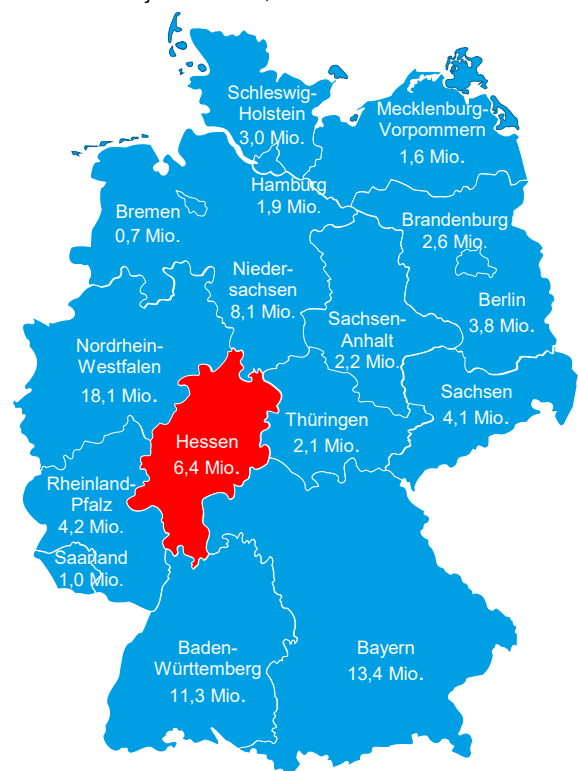 Schleswig-
Holstein
3,0 Mio.
Mecklenburg-
Vorpommern
1,6 Mio.
Hamburg
1,9 Mio.
Bremen
0,7 Mio.
Brandenburg
2,6 Mio.
Nieder-
sachsen
8,1 Mio.
Berlin
3,8 Mio.
Sachsen-
Anhalt
2,2 Mio.
Nordrhein-
Westfalen
18,1 Mio.
Sachsen
4,1 Mio.
Thüringen
2,1 Mio.
Hessen
6,4 Mio.
Rheinland-
Pfalz
4,2 Mio.
Saarland
1,0 Mio.
Baden-
Württemberg
11,3 Mio.
Bayern
13,4 Mio.